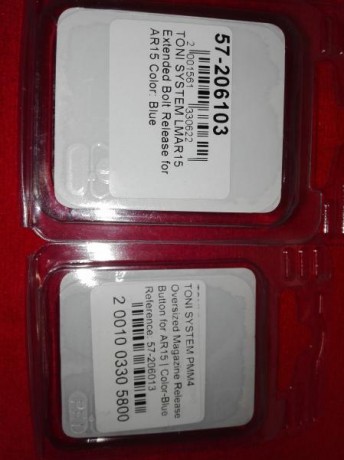 57-206103
2 001561 330622
TONI SYSTEM LMAR15
Extended Bolt Release for
AR15 Color: Blue
TONI SYSTEM PMM4
Oversized Magazine Release
Button for AR15 | Color-Blue
Reference. 57-206013
2 0010 0330 5800